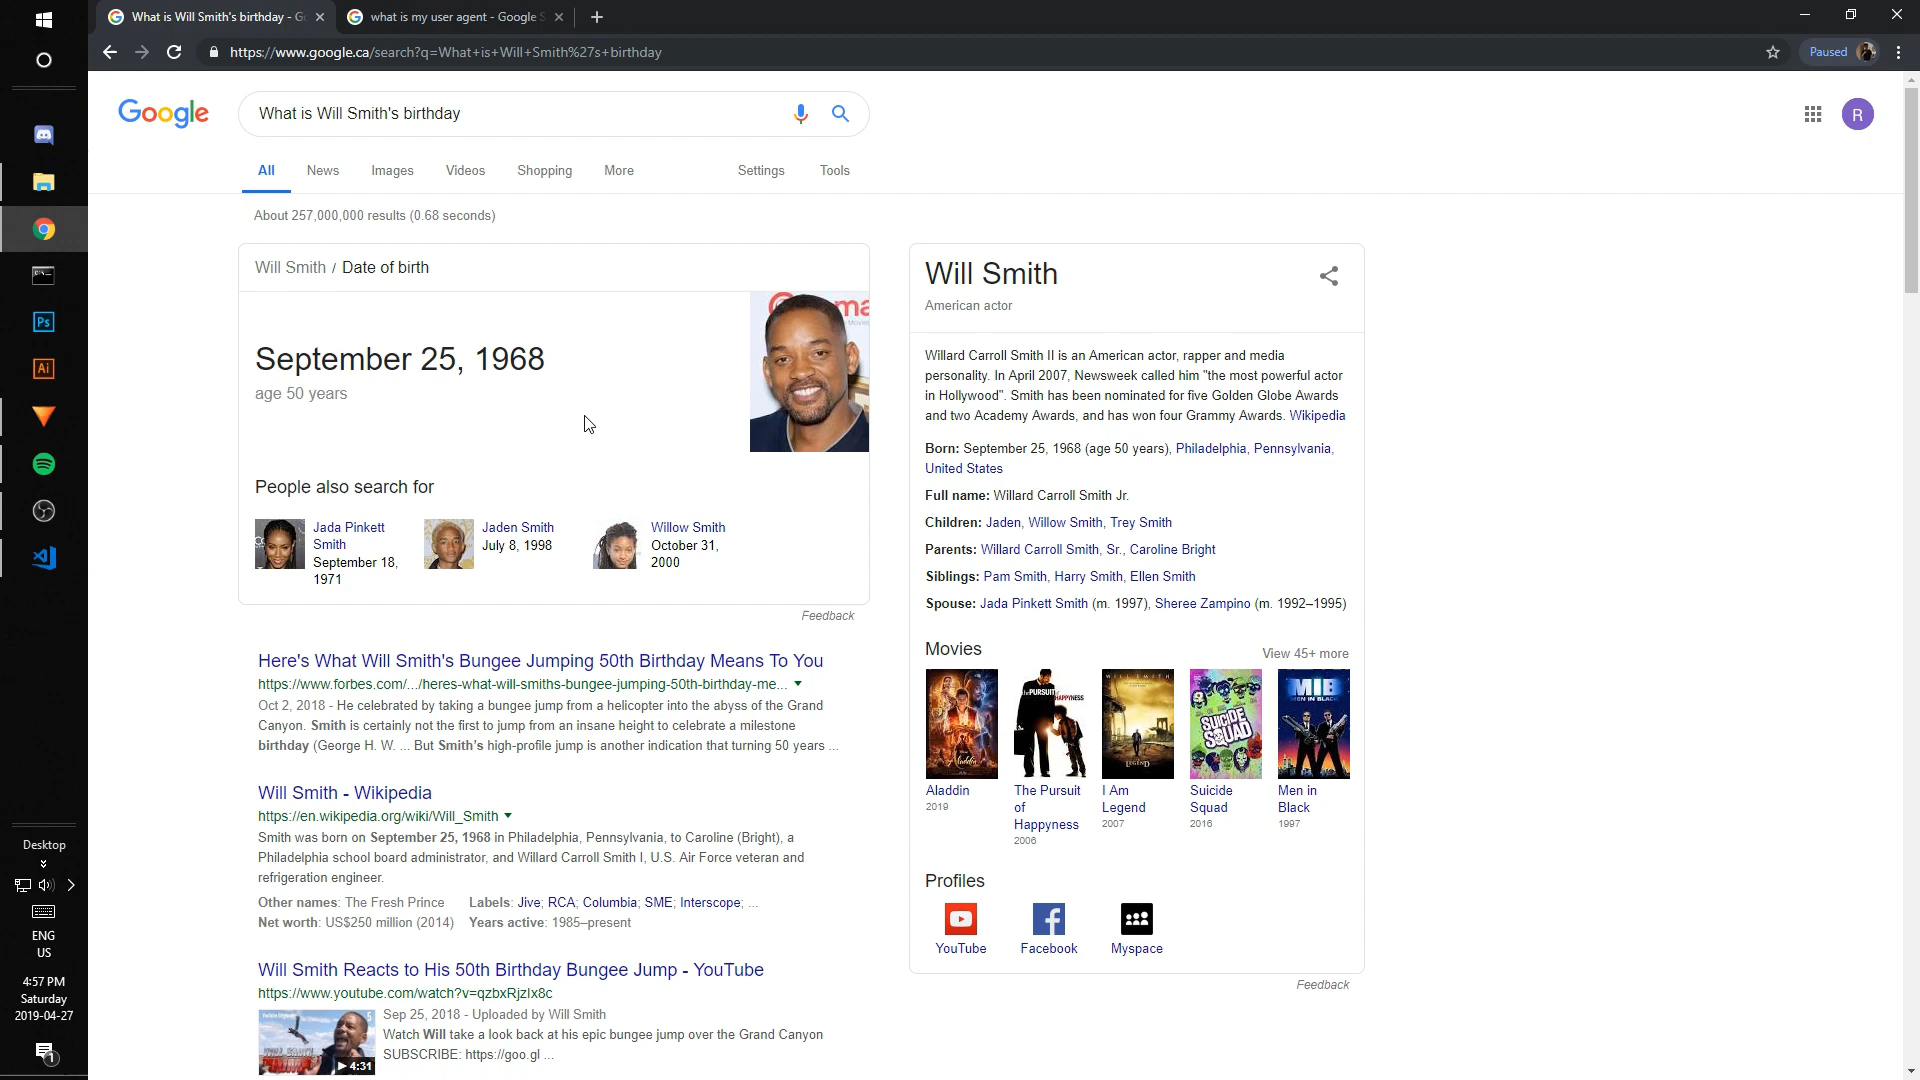 What is Will Smith's birthday - G
what is my user agent - Google S
https://www.google.ca/search?q=What+is+Will+Smith%27s+birthday
Paused
Google
What is Will Smith's birthday
R
All
News
Images
Videos
Shopping
More
Settings
Tools
About 257,000,000 results (0.68 seconds)
Will Smith / Date of birth
September 25, 1968
age 50 years
People also search for
Jada Pinkett
Smith
September 18,
1971
Jaden Smith
July 8, 1998
Willow Smith
October 31,
2000
Feedback
Here's What Will Smith's Bungee Jumping 50th Birthday Means To You
https://www.forbes.com/.../heres-what-will-smiths-bungee-jumping-50th-birthday-me...
Oct 2, 2018 - He celebrated by taking a bungee jump from a helicopter into the abyss of the Grand
Canyon. Smith is certainly not the first to jump from an insane height to celebrate a milestone
birthday (George H. W. ... But Smith's high-profile jump is another indication that turning 50 years ...
Will Smith - Wikipedia
https://en.wikipedia.org/wiki/Will_Smith
Smith was born on September 25, 1968 in Philadelphia, Pennsylvania, to Caroline (Bright), a
Philadelphia school board administrator, and Willard Carroll Smith I, U.S. Air Force veteran and
refrigeration engineer.
Other names: The Fresh Prince Labels: Jive; RCA; Columbia; SME; Interscope; ...
Net worth: US$250 million (2014) Years active: 1985–present
Will Smith Reacts to His 50th Birthday Bungee Jump - YouTube
https://www.youtube.com/watch?v=qzbxRjzlx8c
Sep 25, 2018 - Uploaded by Will Smith
Watch Will take a look back at his epic bungee jump over the Grand Canyon
SUBSCRIBE: https://goo.gl ...
WILL SMITH
JUMP
4:31
Will Smith
American actor
Willard Carroll Smith II is an American actor, rapper and media
personality. In April 2007, Newsweek called him "the most powerful actor
in Hollywood". Smith has been nominated for five Golden Globe Awards
and two Academy Awards, and has won four Grammy Awards. Wikipedia
Born: September 25, 1968 (age 50 years), Philadelphia, Pennsylvania,
United States
Full name: Willard Carroll Smith Jr.
Children: Jaden, Willow Smith, Trey Smith
Parents: Willard Carroll Smith, Sr., Caroline Bright
Siblings: Pam Smith, Harry Smith, Ellen Smith
Spouse: Jada Pinkett Smith (m. 1997), Sheree Zampino (m. 1992–1995)
Movies
View 45+ more
Aladdin
PURSUIT
HAPPYNESS
WILL SMITH
LEGEND
SUICIDE
SQUAD
MIB
MEN IN BLACK
Aladdin
2019
The Pursuit
of
Happyness
2006
I Am
Legend
2007
Suicide
Squad
2016
Men in
Black
1997
Profiles
YouTube
Facebook
Myspace
Feedback
Ps
Ai
Desktop
ENG
US
4:57 PM
Saturday
2019-04-27
1